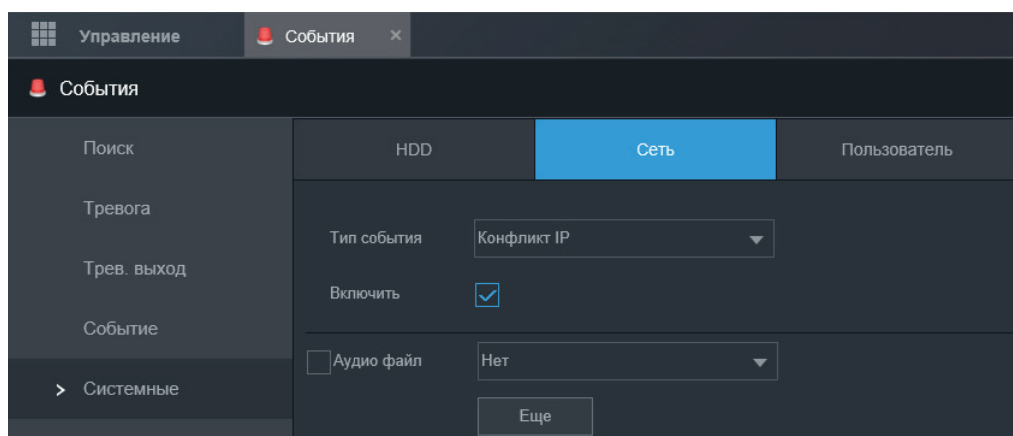 Управление
События ×
События
Поиск
HDD
Сеть
Пользователь
Тревога
Тип события Конфликт IP
Трев. выход
Включить
Событие
Аудио файл Нет
Системные
Еще